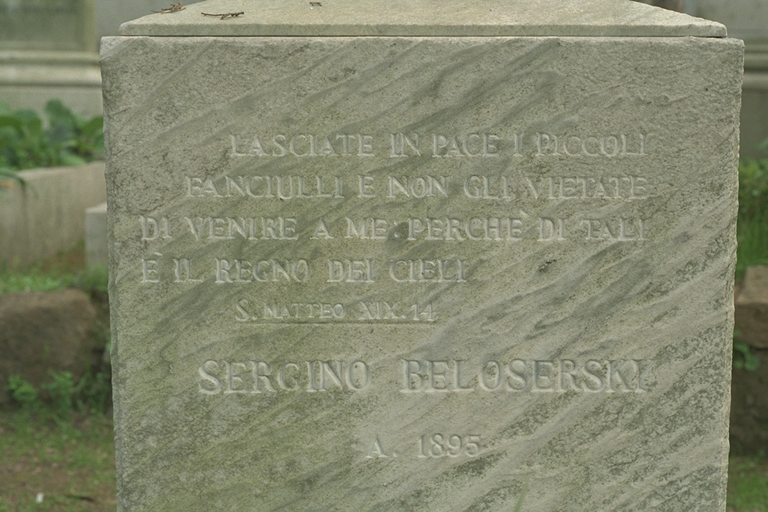 LASCIATE IN PACE I PICCOLI
FANCIULLI E NON GLI VIETATE
DI VENIRE A ME PERCHÈ DI TALI
È IL REGNO DEI CIELI
S. MATTEO XIX. 14
SERGINO BELOSERSKI
A. 1895